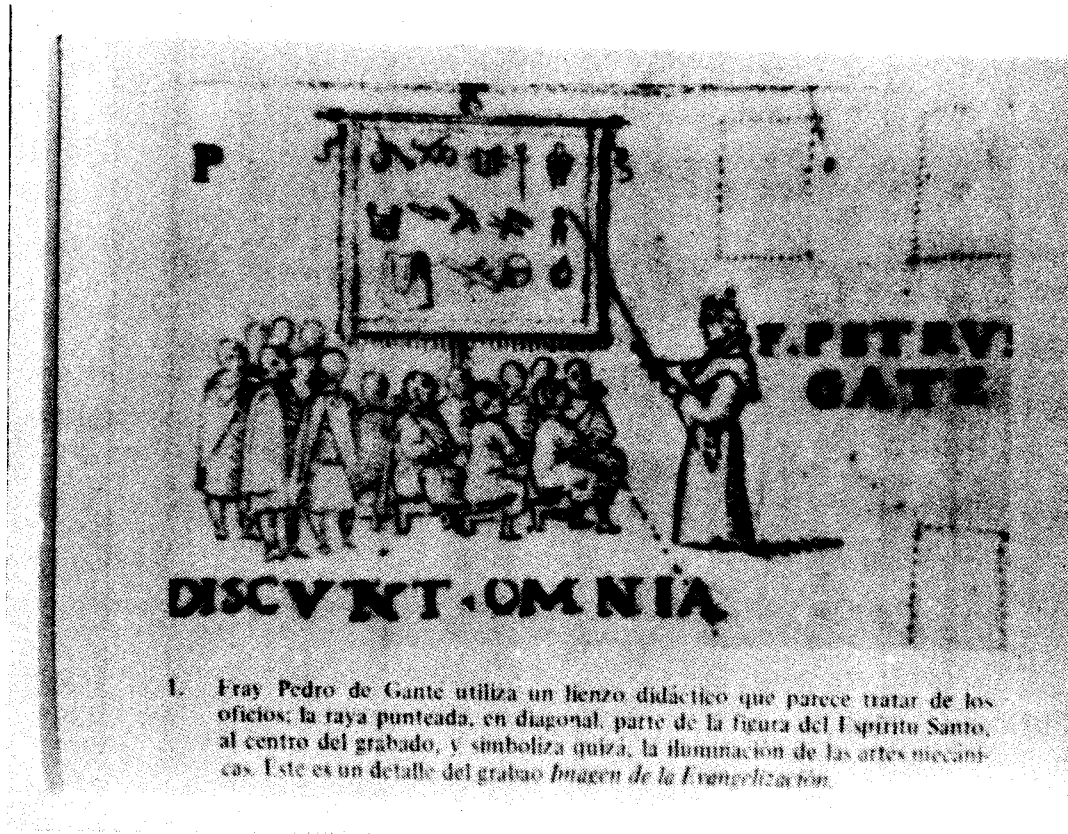 P
F. PETRVS
GATE
DISCVNT · OMNIA
1. Fray Pedro de Gante utiliza un lienzo didáctico que parece tratar de los
oficios; la raya punteada, en diagonal, parte de la figura del Espíritu Santo,
al centro del grabado, y simboliza quizá, la iluminación de las artes mecáni-
cas. Este es un detalle del grabao Imagen de la Evangelización.